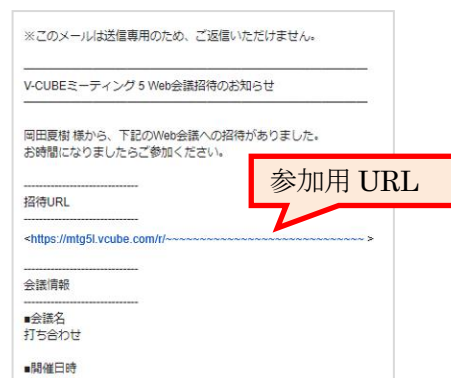 ※このメールは送信専用のため、ご返信いただけません。
V-CUBEミーティング 5 Web会議招待のお知らせ
岡田夏樹 様から、下記のWeb会議への招待がありました。
お時間になりましたらご参加ください。
参加用 URL
-----------------------------
招待URL
-----------------------------
<https://mtg5l.vcube.com/r/~~~~~~~~~~~~~~~~~~~~~~~~~~~~~ >
-----------------------------
会議情報
-----------------------------
■会議名
打ち合わせ
■開催日時